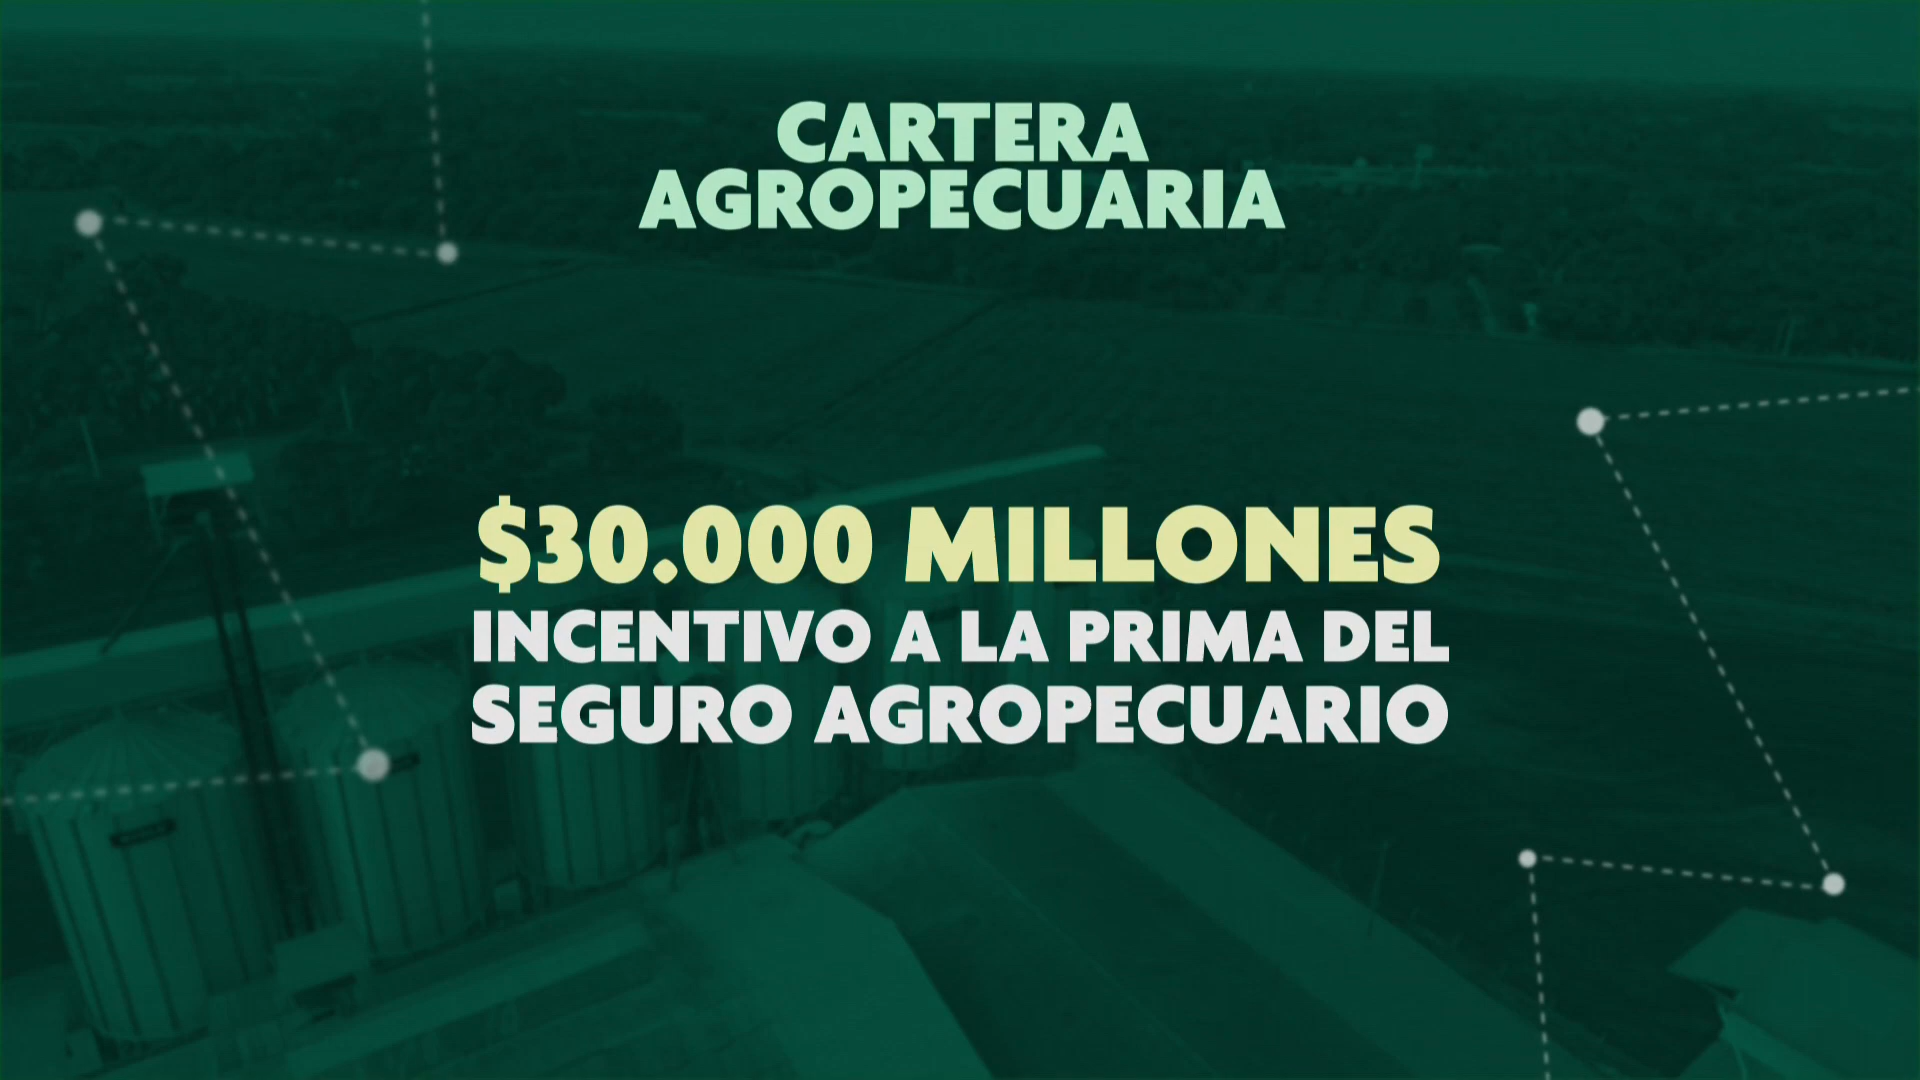 CARTERA
AGROPECUARIA
$30.000 MILLONES
INCENTIVO A LA PRIMA DEL
SEGURO AGROPECUARIO